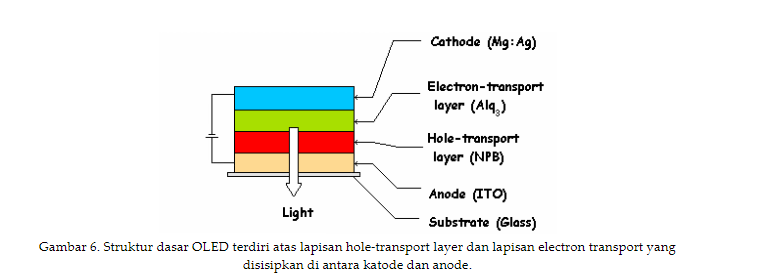 Cathode (Mg:Ag)
Electron-transport
layer (Alq₃)
Hole-transport
layer (NPB)
Anode (ITO)
Light
Substrate (Glass)
Gambar 6. Struktur dasar OLED terdiri atas lapisan hole-transport layer dan lapisan electron transport yang
disisipkan di antara katode dan anode.